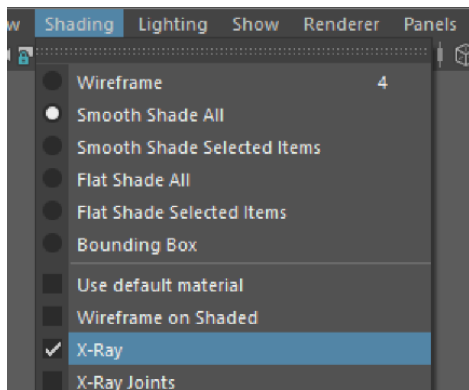 w Shading Lighting Show Renderer Panels
Wireframe 4
Smooth Shade All
Smooth Shade Selected Items
Flat Shade All
Flat Shade Selected Items
Bounding Box
Use default material
Wireframe on Shaded
X-Ray
X-Ray Joints